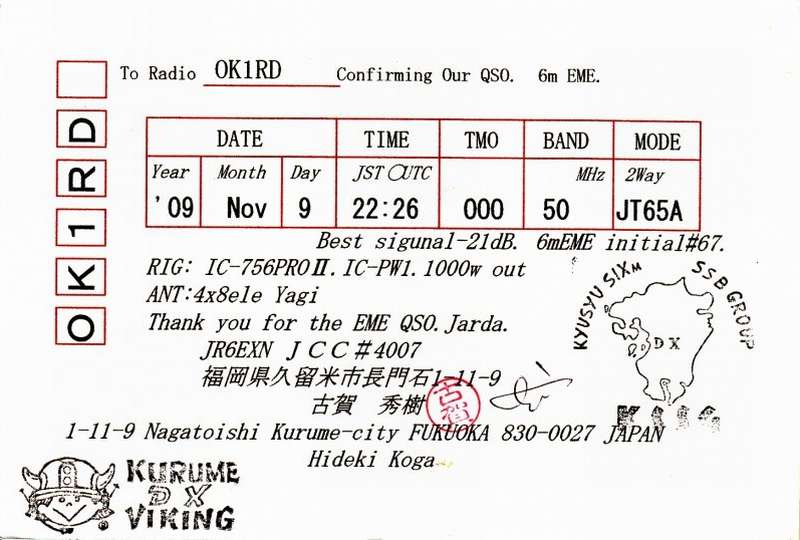 To Radio OK1RD Confirming Our QSO. 6m EME.
OK1RD
DATE TIME TMO BAND MODE
Year Month Day JST UTC MHz 2Way
'09 Nov 9 22:26 000 50 JT65A
Best sigunal-21dB. 6mEME initial#67.
RIG: IC-756PROⅡ.IC-PW1.1000w out
ANT:4x8ele Yagi
Thank you for the EME QSO.Jarda.
JR6EXN JCC#4007
福岡県久留米市長門石1-11-9
古賀 秀樹
古賀
1-11-9 Nagatoishi Kurume-city FUKUOKA 830-0027 JAPAN
Hideki Koga
KYUSYU SIXm SSB GROUP
DX
KURUME
DX
VIKING